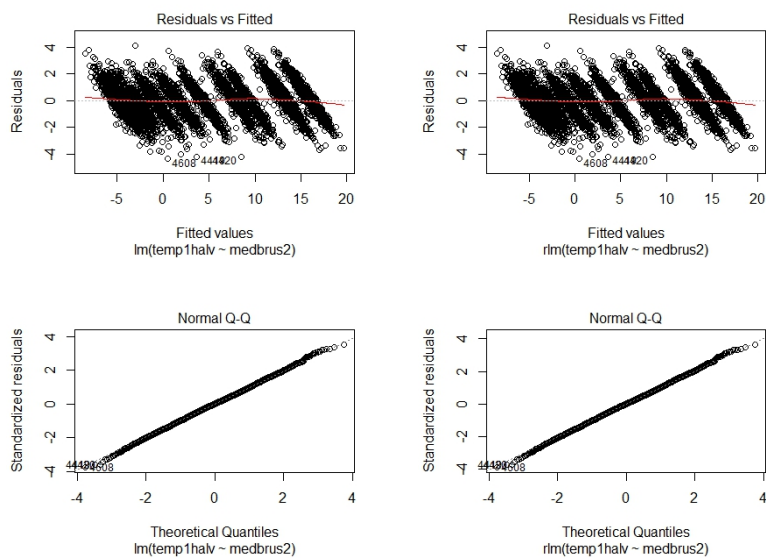 Residuals vs Fitted
Residuals
4
2
0
-2
-4
4608
-5
0
5
10
15
20
Fitted values
lm(temp1halv ~ medbrus2)
Residuals vs Fitted
Residuals
4
2
0
-2
-4
4608
-5
0
5
10
15
20
Fitted values
rlm(temp1halv ~ medbrus2)
Normal Q-Q
Standardized residuals
4
2
0
-2
-4
4608
-4
-2
0
2
4
Theoretical Quantiles
lm(temp1halv ~ medbrus2)
Normal Q-Q
Standardized residuals
4
2
0
-2
-4
4608
-4
-2
0
2
4
Theoretical Quantiles
rlm(temp1halv ~ medbrus2)